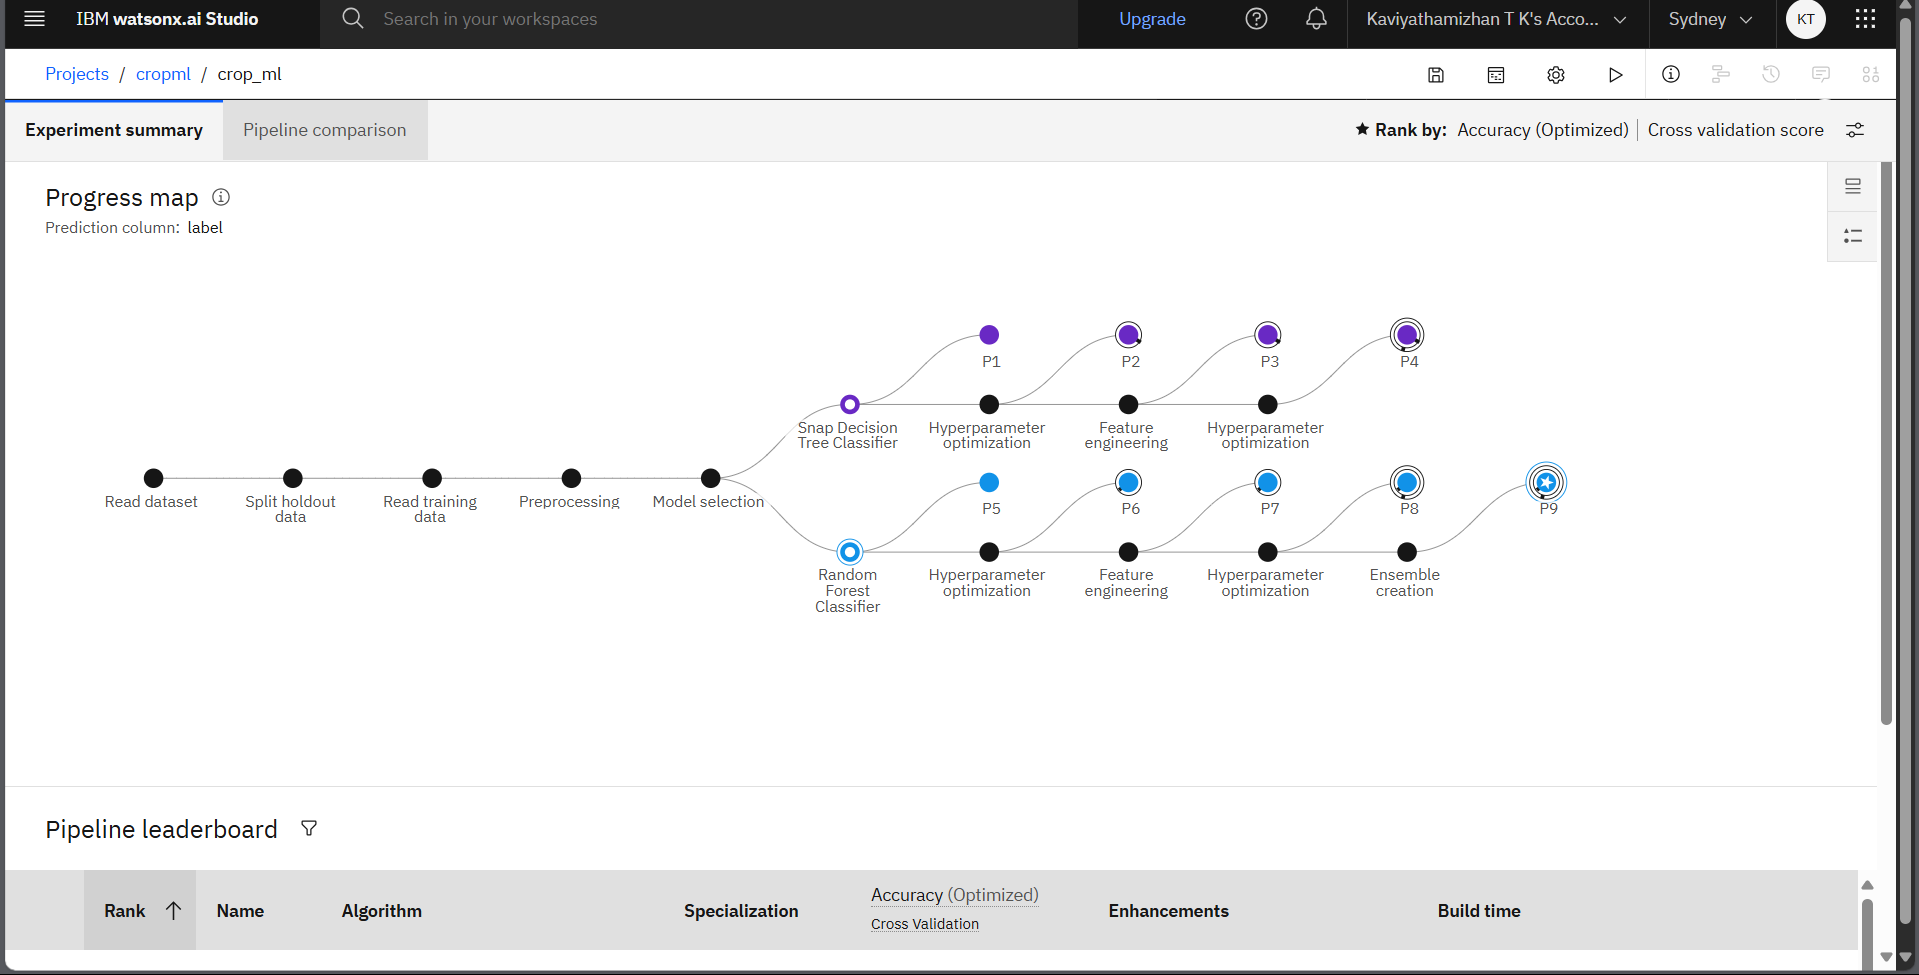 IBM watsonx.ai Studio
Search in your workspaces
Upgrade
Kaviyathamizhan T K's Acco...
Sydney
KT
Projects / cropml / crop_ml
Experiment summary
Pipeline comparison
Rank by: Accuracy (Optimized) | Cross validation score
Progress map
Prediction column: label
P1
P2
P3
P4
Snap Decision
Tree Classifier
Hyperparameter
optimization
Feature
engineering
Hyperparameter
optimization
Read dataset
Split holdout
data
Read training
data
Preprocessing
Model selection
P5
P6
P7
P8
P9
Random
Forest
Classifier
Hyperparameter
optimization
Feature
engineering
Hyperparameter
optimization
Ensemble
creation
Pipeline leaderboard
Rank
Name
Algorithm
Specialization
Accuracy (Optimized)
Cross Validation
Enhancements
Build time